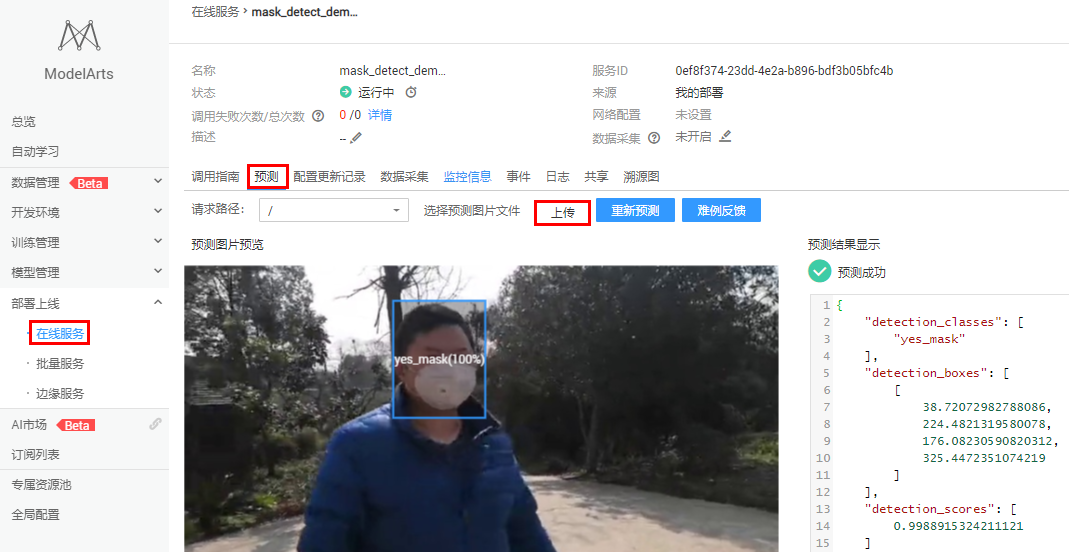 在线服务 › mask_detect_dem...
ModelArts
总览
自动学习
数据管理 Beta
开发环境
训练管理
模型管理
部署上线
· 在线服务
· 批量服务
· 边缘服务
AI市场 Beta
订阅列表
专属资源池
全局配置
名称 mask_detect_dem... 服务ID 0ef8f374-23dd-4e2a-b896-bdf3b05bfc4b
状态 运行中 来源 我的部署
调用失败次数/总次数 ? 0 /0 详情 网络配置 未设置
描述 -- 数据采集 ? 未开启
调用指南 预测 配置更新记录 数据采集 监控信息 事件 日志 共享 溯源图
请求路径： / 选择预测图片文件 上传 重新预测 难例反馈
预测图片预览
yes_mask(100%)
预测结果显示
预测成功
1 {
2 "detection_classes": [
3 "yes_mask"
4 ],
5 "detection_boxes": [
6 [
7 38.72072982788086,
8 224.4821319580078,
9 176.08230590820312,
10 325.4472351074219
11 ]
12 ],
13 "detection_scores": [
14 0.9988915324211121
15 ]